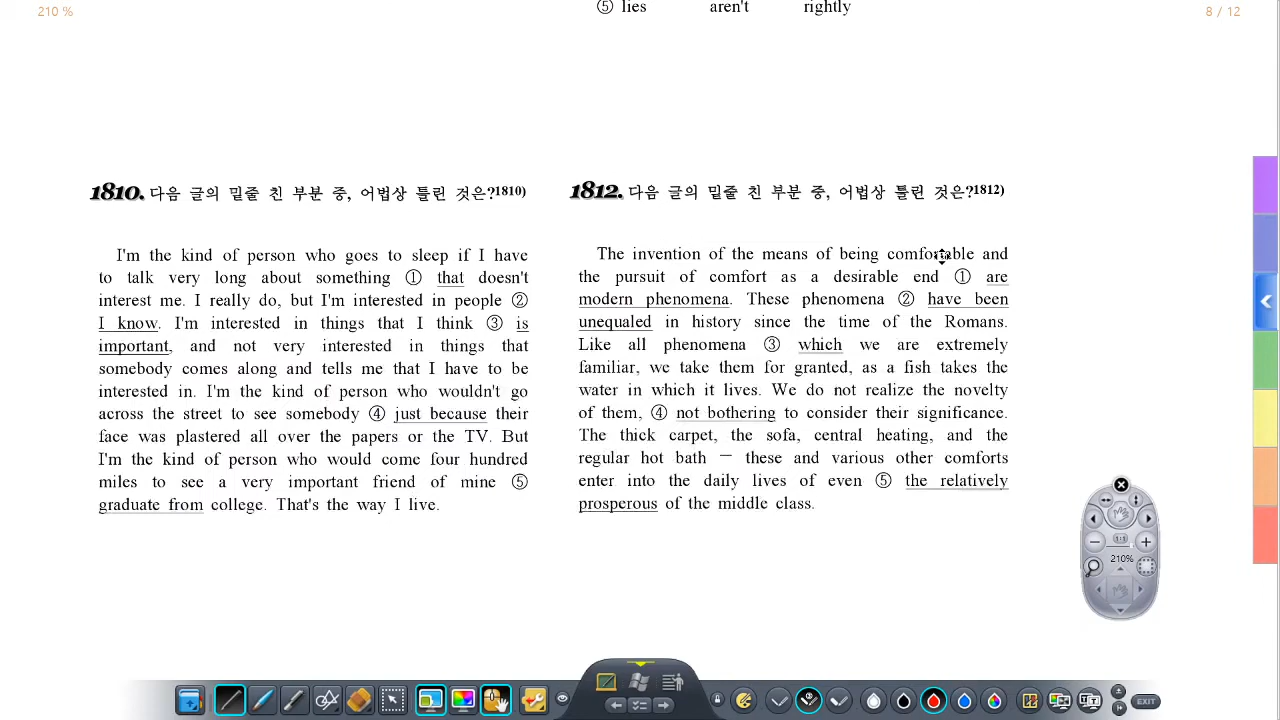 210 %
8 / 12
⑤ lies aren't rightly
1810. 다음 글의 밑줄 친 부분 중, 어법상 틀린 것은?1810)
I'm the kind of person who goes to sleep if I have
to talk very long about something ① that doesn't
interest me. I really do, but I'm interested in people ②
I know. I'm interested in things that I think ③ is
important, and not very interested in things that
somebody comes along and tells me that I have to be
interested in. I'm the kind of person who wouldn't go
across the street to see somebody ④ just because their
face was plastered all over the papers or the TV. But
I'm the kind of person who would come four hundred
miles to see a very important friend of mine ⑤
graduate from college. That's the way I live.
1812. 다음 글의 밑줄 친 부분 중, 어법상 틀린 것은?1812)
The invention of the means of being comfortable and
the pursuit of comfort as a desirable end ① are
modern phenomena. These phenomena ② have been
unequaled in history since the time of the Romans.
Like all phenomena ③ which we are extremely
familiar, we take them for granted, as a fish takes the
water in which it lives. We do not realize the novelty
of them, ④ not bothering to consider their significance.
The thick carpet, the sofa, central heating, and the
regular hot bath — these and various other comforts
enter into the daily lives of even ⑤ the relatively
prosperous of the middle class.
1:1
210%
EXIT